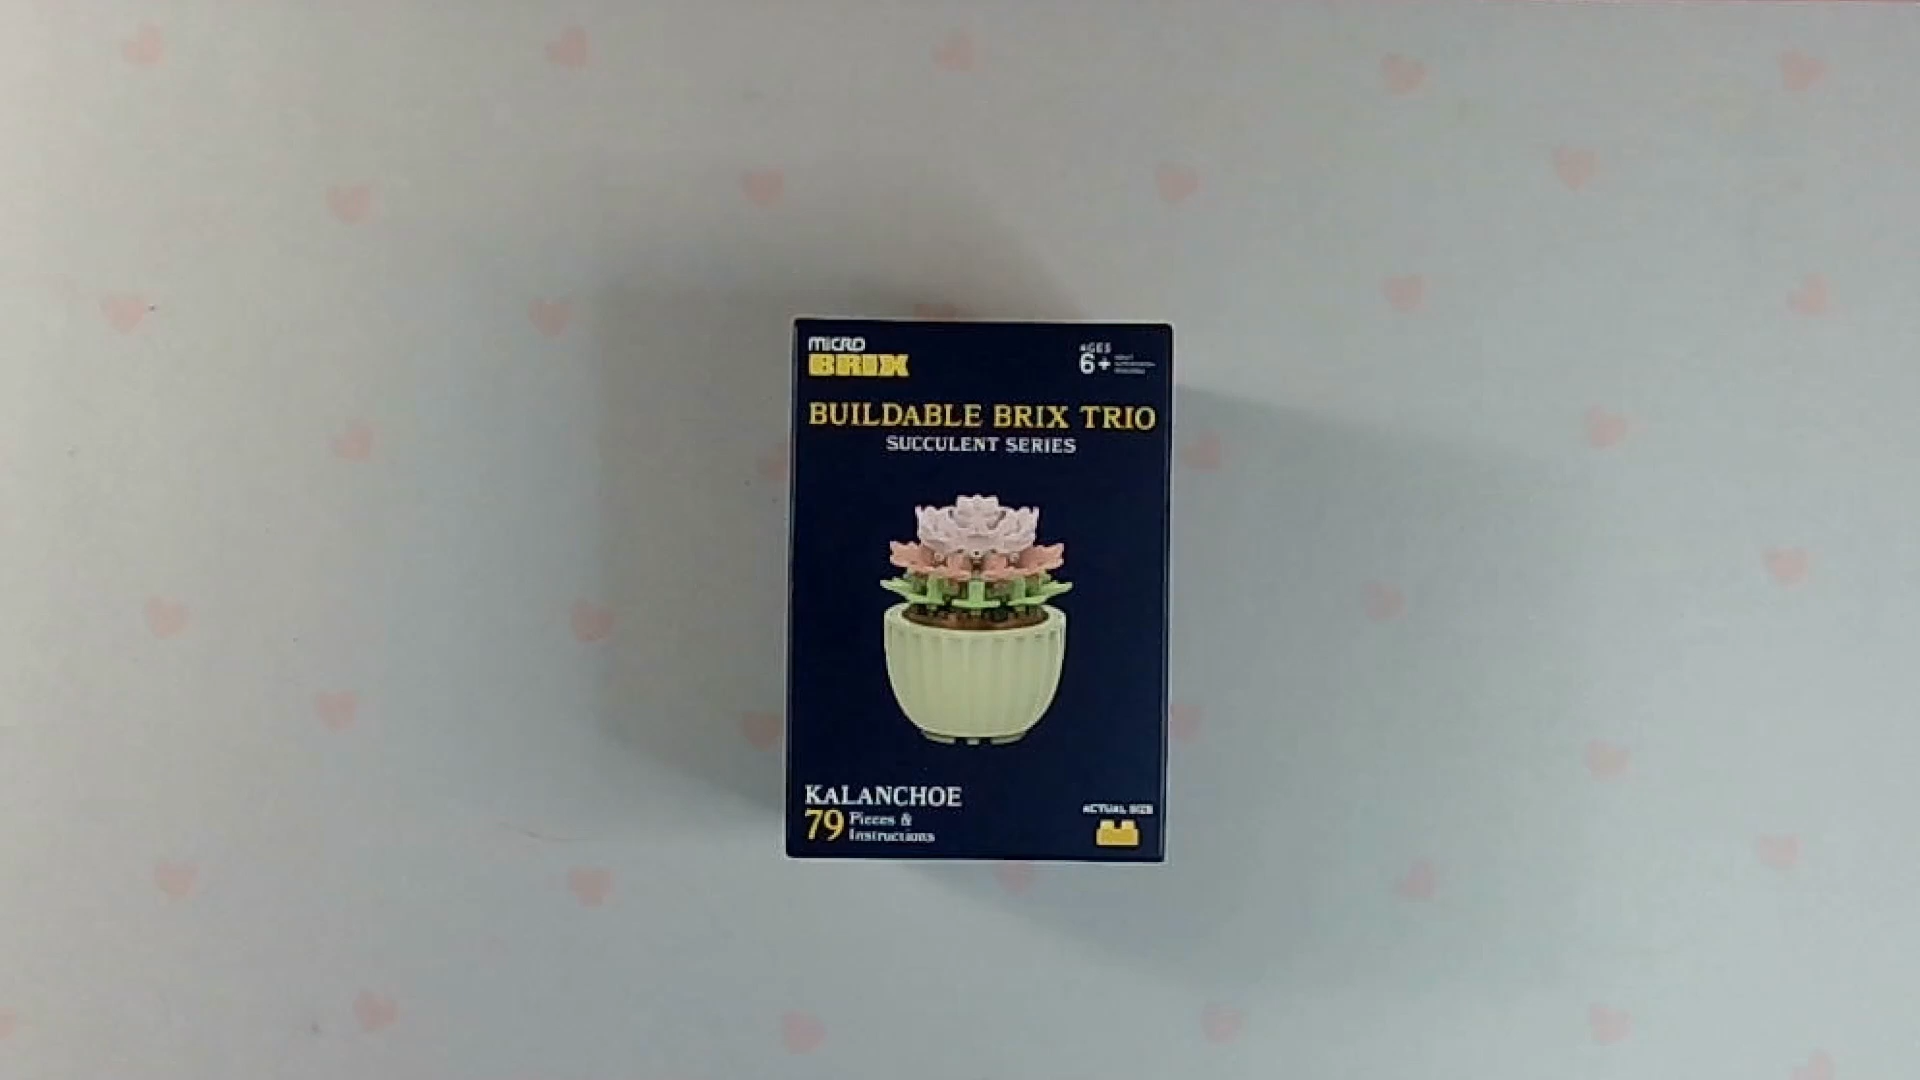 MICRO
BRIX
AGES
6+
BUILDABLE BRIX TRIO
SUCCULENT SERIES
KALANCHOE
79 Pieces &
Instructions
ACTUAL SIZE